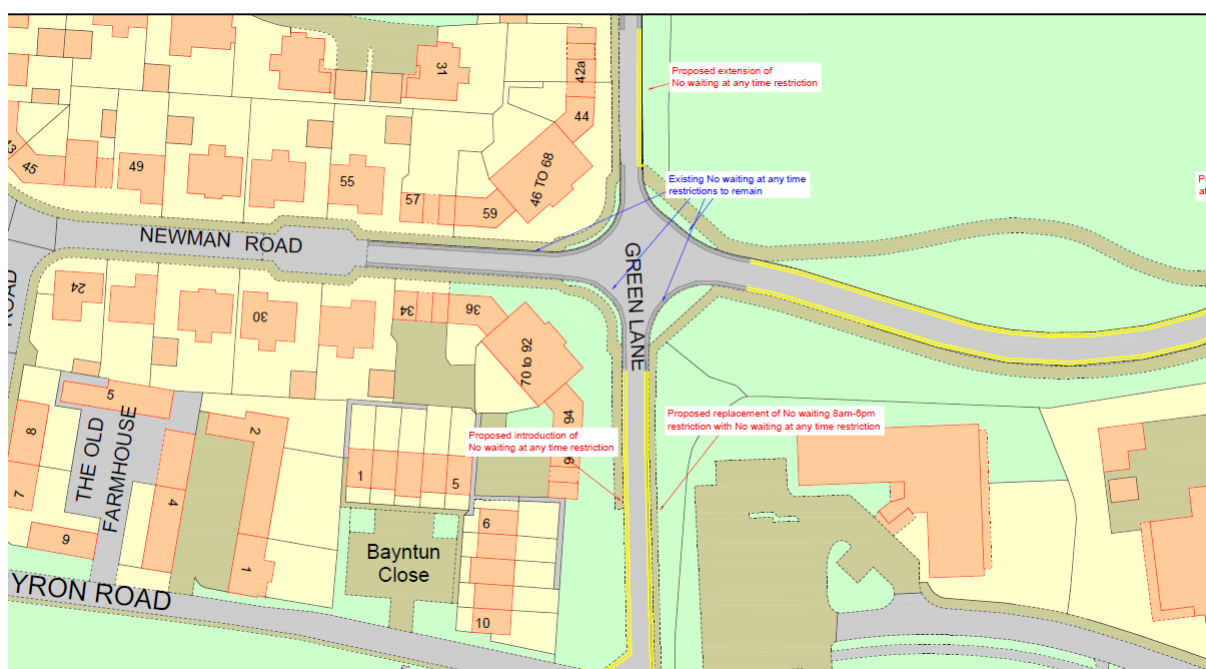 31
42a
44
Proposed extension of
No waiting at any time restriction
43
45
49
55
57
59
46 TO 68
Existing No waiting at any time
restrictions to remain
NEWMAN ROAD
GREEN LANE
24
30
34
36
70 to 92
94
5
THE OLD
FARMHOUSE
8
7
9
4
2
1
Proposed introduction of
No waiting at any time restriction
Proposed replacement of No waiting 8am-6pm
restriction with No waiting at any time restriction
1
5
6
10
Bayntun
Close
YRON ROAD